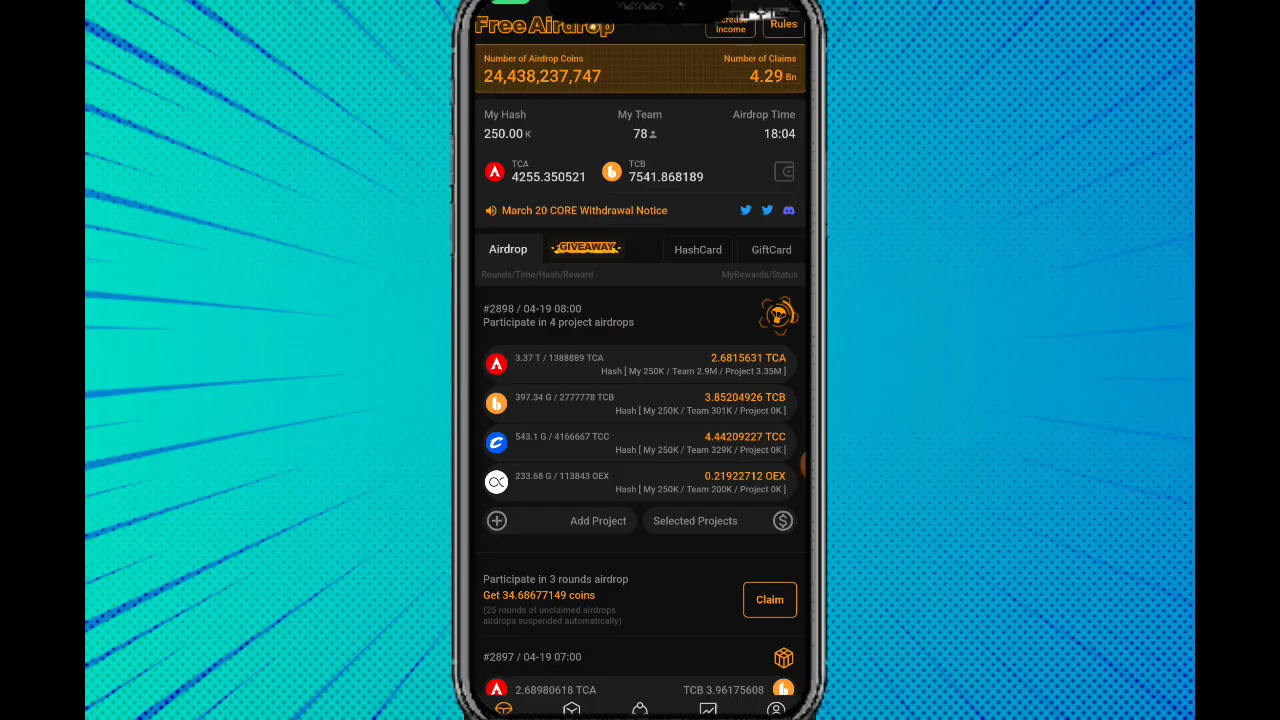 Free Airdrop
Increase
Income
Rules
Number of Airdrop Coins
Number of Claims
24,438,237,747
4.29 Bn
My Hash
My Team
Airdrop Time
250.00 K
78
18:04
TCA
4255.350521
TCB
7541.868189
March 20 CORE Withdrawal Notice
Airdrop
GIVEAWAY
HashCard
GiftCard
Rounds/Time/Hash/Reward
MyRewards/Status
#2898 / 04-19 08:00
Participate in 4 project airdrops
3.37 T / 1388889 TCA
2.6815631 TCA
Hash [ My 250K / Team 2.9M / Project 3.35M ]
397.34 G / 2777778 TCB
3.85204926 TCB
Hash [ My 250K / Team 301K / Project 0K ]
543.1 G / 4166667 TCC
4.44209227 TCC
Hash [ My 250K / Team 329K / Project 0K ]
233.68 G / 113843 OEX
0.21922712 OEX
Hash [ My 250K / Team 200K / Project 0K ]
Add Project
Selected Projects
Participate in 3 rounds airdrop
Get 34.68677149 coins
(25 rounds of unclaimed airdrops
airdrops suspended automatically)
Claim
#2897 / 04-19 07:00
2.68980618 TCA
TCB 3.96175608